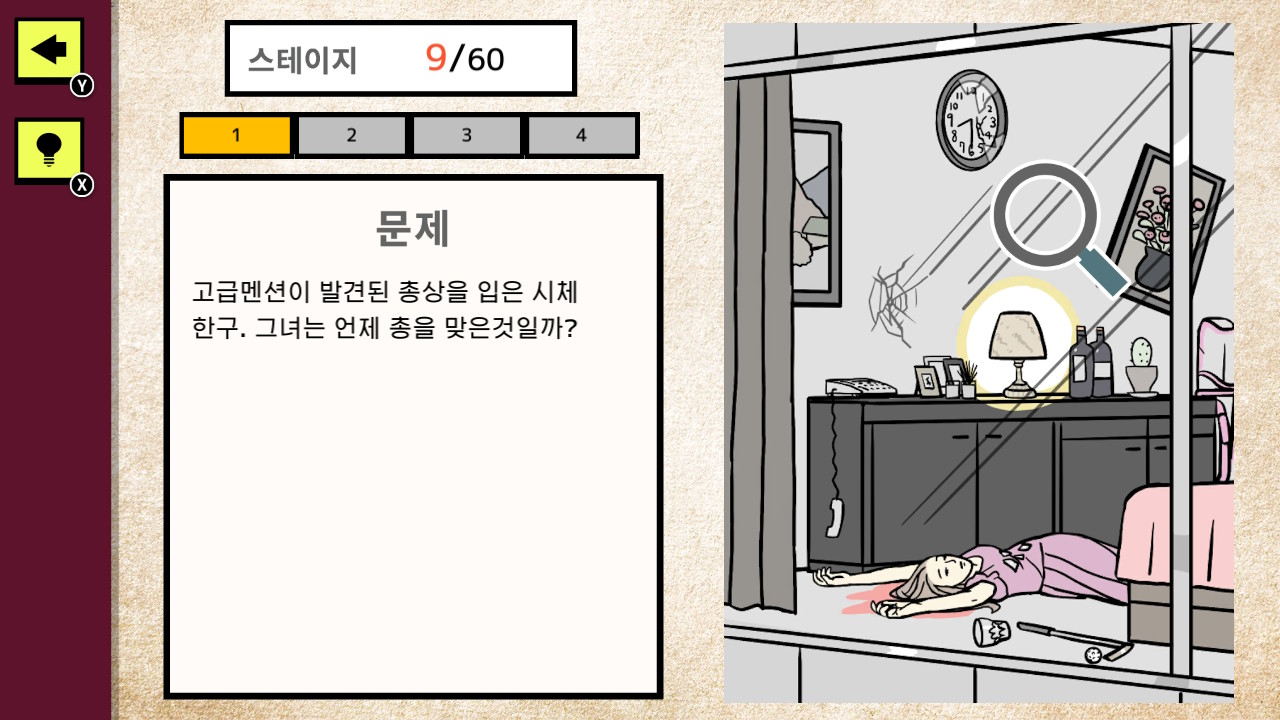 Y
X
스테이지 9/60
1 2 3 4
문제
고급멘션이 발견된 총상을 입은 시체
한구. 그녀는 언제 총을 맞은것일까?